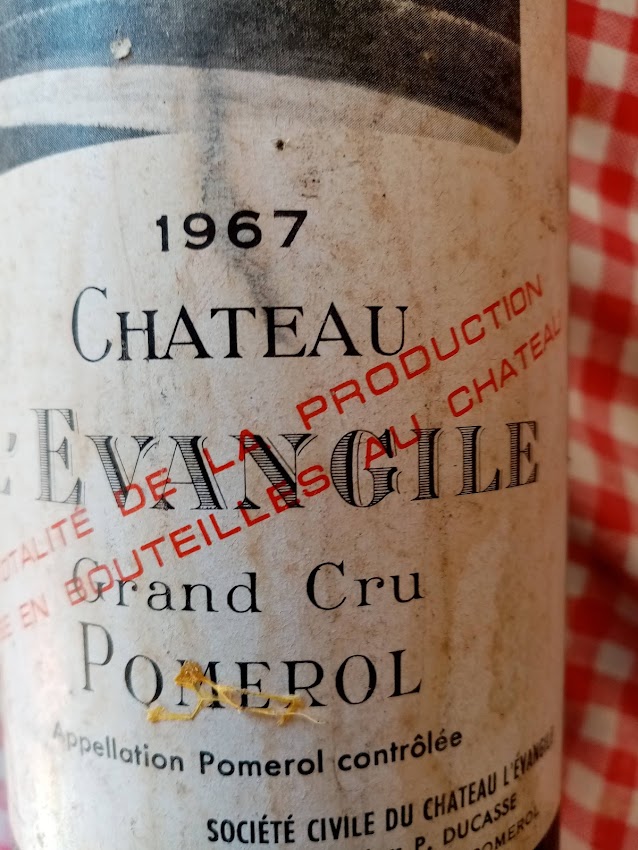 1967
CHATEAU
L'EVANGILE
TOTALITÉ DE LA PRODUCTION
EN BOUTEILLES AU CHATEAU
Grand Cru
POMEROL
Appellation Pomerol contrôlée
SOCIÉTÉ CIVILE DU CHATEAU L'ÉVANGILE
P. DUCASSE
POMEROL